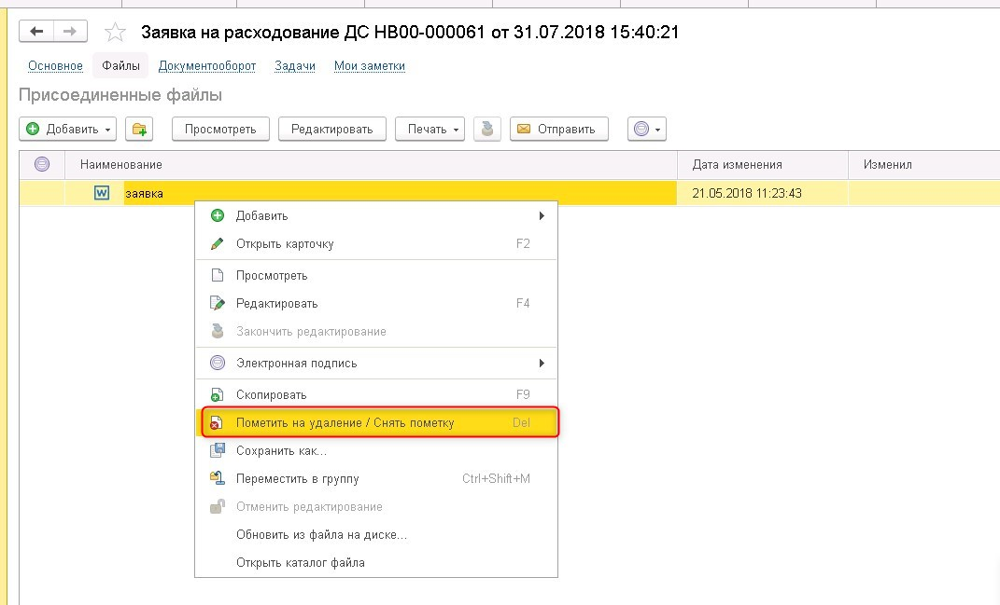 Заявка на расходование ДС НВ00-000061 от 31.07.2018 15:40:21
Основное Файлы Документооборот Задачи Мои заметки
Присоединенные файлы
Добавить Просмотреть Редактировать Печать Отправить
Наименование Дата изменения Изменил
W заявка 21.05.2018 11:23:43
Добавить
Открыть карточку F2
Просмотреть
Редактировать F4
Закончить редактирование
Электронная подпись
Скопировать F9
Пометить на удаление / Снять пометку Del
Сохранить как...
Переместить в группу Ctrl+Shift+M
Отменить редактирование
Обновить из файла на диске...
Открыть каталог файла